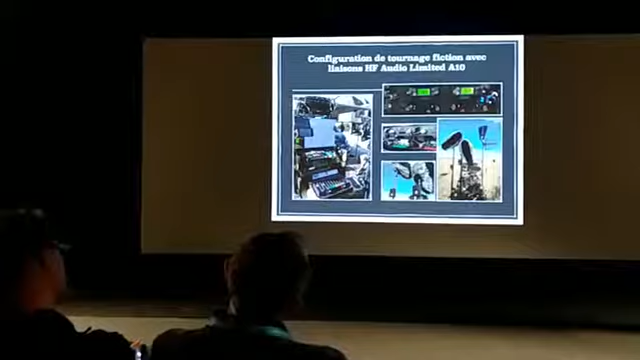 Configuration de tournage fiction avec
liaisons HF Audio Limited A10